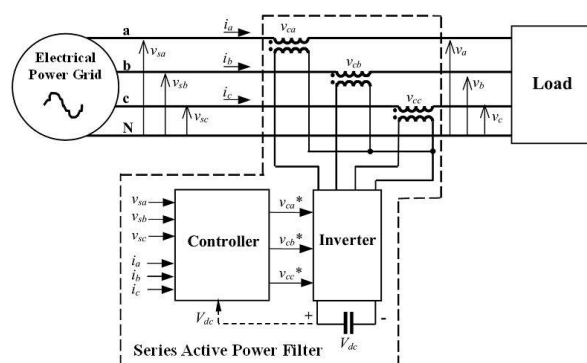 a
i_a
v_ca
Electrical
Power Grid
v_sa
b
i_b
v_cb
v_a
Load
v_sb
v_b
c
i_c
v_cc
v_sc
v_c
N
v_sa
v_sb
v_sc
i_a
i_b
i_c
Controller
v_ca*
v_cb*
v_cc*
Inverter
V_dc
+
-
V_dc
Series Active Power Filter